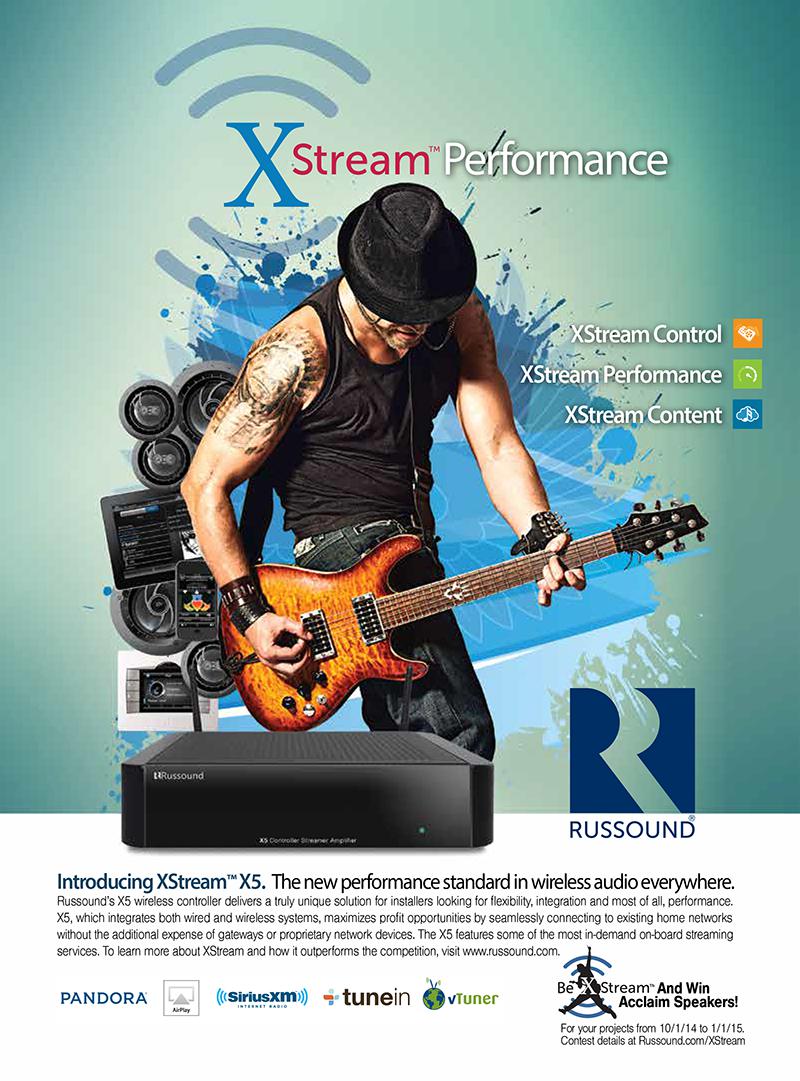 XStream™ Performance
XStream Control
XStream Performance
XStream Content
Russound
X5 Controller Streamer Amplifier
RUSSOUND®
Introducing XStream™ X5. The new performance standard in wireless audio everywhere.
Russound's X5 wireless controller delivers a truly unique solution for installers looking for flexibility, integration and most of all, performance.
X5, which integrates both wired and wireless systems, maximizes profit opportunities by seamlessly connecting to existing home networks
without the additional expense of gateways or proprietary network devices. The X5 features some of the most in-demand on-board streaming
services. To learn more about XStream and how it outperforms the competition, visit www.russound.com.
PANDORA
AirPlay
((SiriusXM))
INTERNET RADIO
tunein
vTuner
Be XStream™ And Win
Acclaim Speakers!
For your projects from 10/1/14 to 1/1/15.
Contest details at Russound.com/XStream